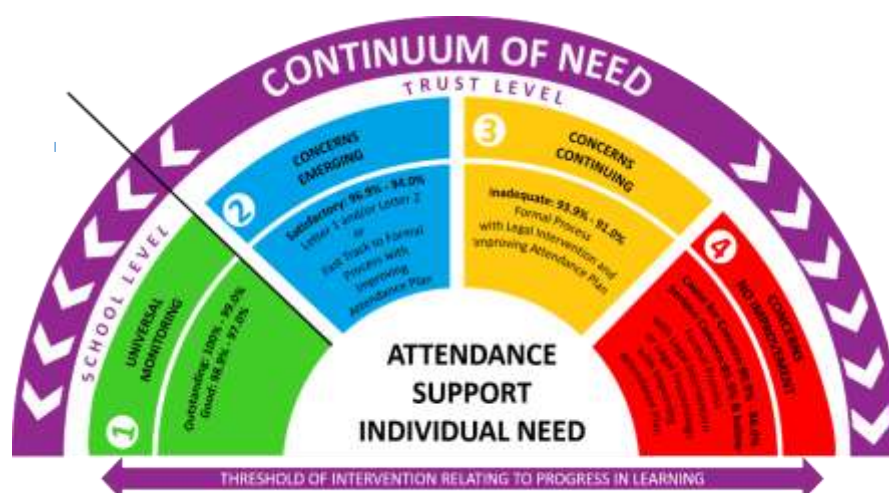 CONTINUUM OF NEED
TRUST LEVEL
SCHOOL LEVEL
1
UNIVERSAL
MONITORING
Outstanding: 100% - 99.0%
Good: 98.9% - 97.0%
2
CONCERNS
EMERGING
Satisfactory: 96.9% - 94.0%
Letter 1 and/or Letter 2
or
Fast Track to Formal
Process with
Improving
Attendance Plan
3
CONCERNS
CONTINUING
Inadequate: 93.9% - 91.0%
Formal Process
with Legal Intervention and
Improving Attendance Plan
4
CONCERNS
NO IMPROVEMENT
ATTENDANCE
SUPPORT
INDIVIDUAL NEED
THRESHOLD OF INTERVENTION RELATING TO PROGRESS IN LEARNING